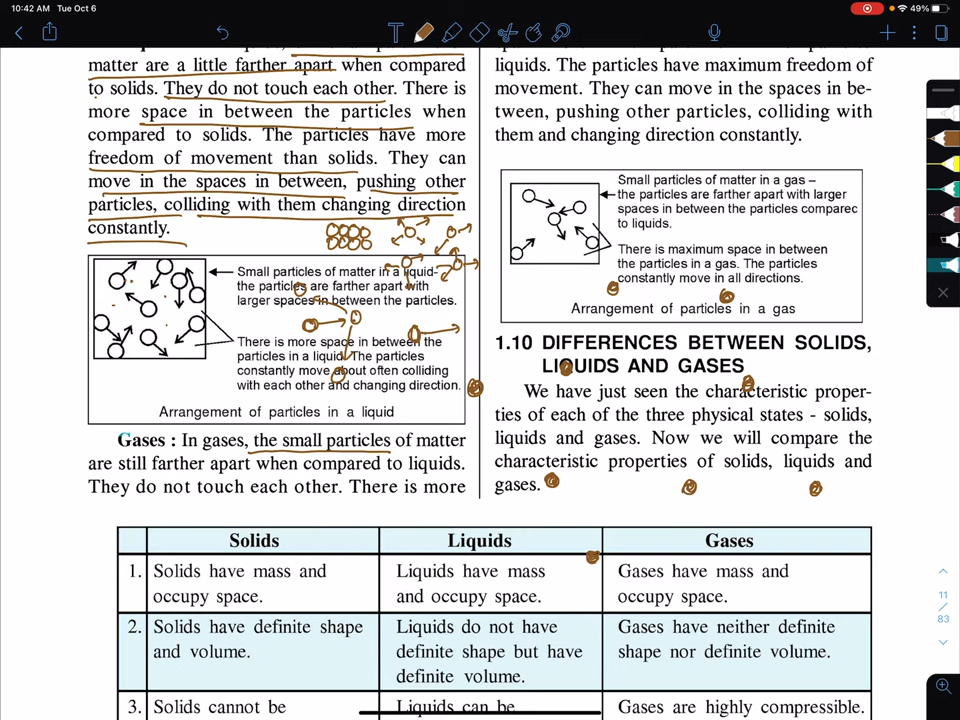 10:42 AM Tue Oct 6
49%
matter are a little farther apart when compared
to solids. They do not touch each other. There is
more space in between the particles when
compared to solids. The particles have more
freedom of movement than solids. They can
move in the spaces in between, pushing other
particles, colliding with them changing direction
constantly.
Small particles of matter in a liquid-
the particles are farther apart with
larger spaces in between the particles.
There is more space in between the
particles in a liquid. The particles
constantly move about often colliding
with each other and changing direction.
Arrangement of particles in a liquid
Gases : In gases, the small particles of matter
are still farther apart when compared to liquids.
They do not touch each other. There is more
liquids. The particles have maximum freedom of
movement. They can move in the spaces in be-
tween, pushing other particles, colliding with
them and changing direction constantly.
Small particles of matter in a gas –
the particles are farther apart with larger
spaces in between the particles compared
to liquids.
There is maximum space in between
the particles in a gas. The particles
constantly move in all directions.
Arrangement of particles in a gas
1.10 DIFFERENCES BETWEEN SOLIDS,
LIQUIDS AND GASES
We have just seen the characteristic proper-
ties of each of the three physical states - solids,
liquids and gases. Now we will compare the
characteristic properties of solids, liquids and
gases.
Solids Liquids Gases
1. Solids have mass and Liquids have mass Gases have mass and
occupy space. and occupy space. occupy space.
2. Solids have definite shape Liquids do not have Gases have neither definite
and volume. definite shape but have shape nor definite volume.
definite volume.
3. Solids cannot be Liquids can be Gases are highly compressible.
11
/
83